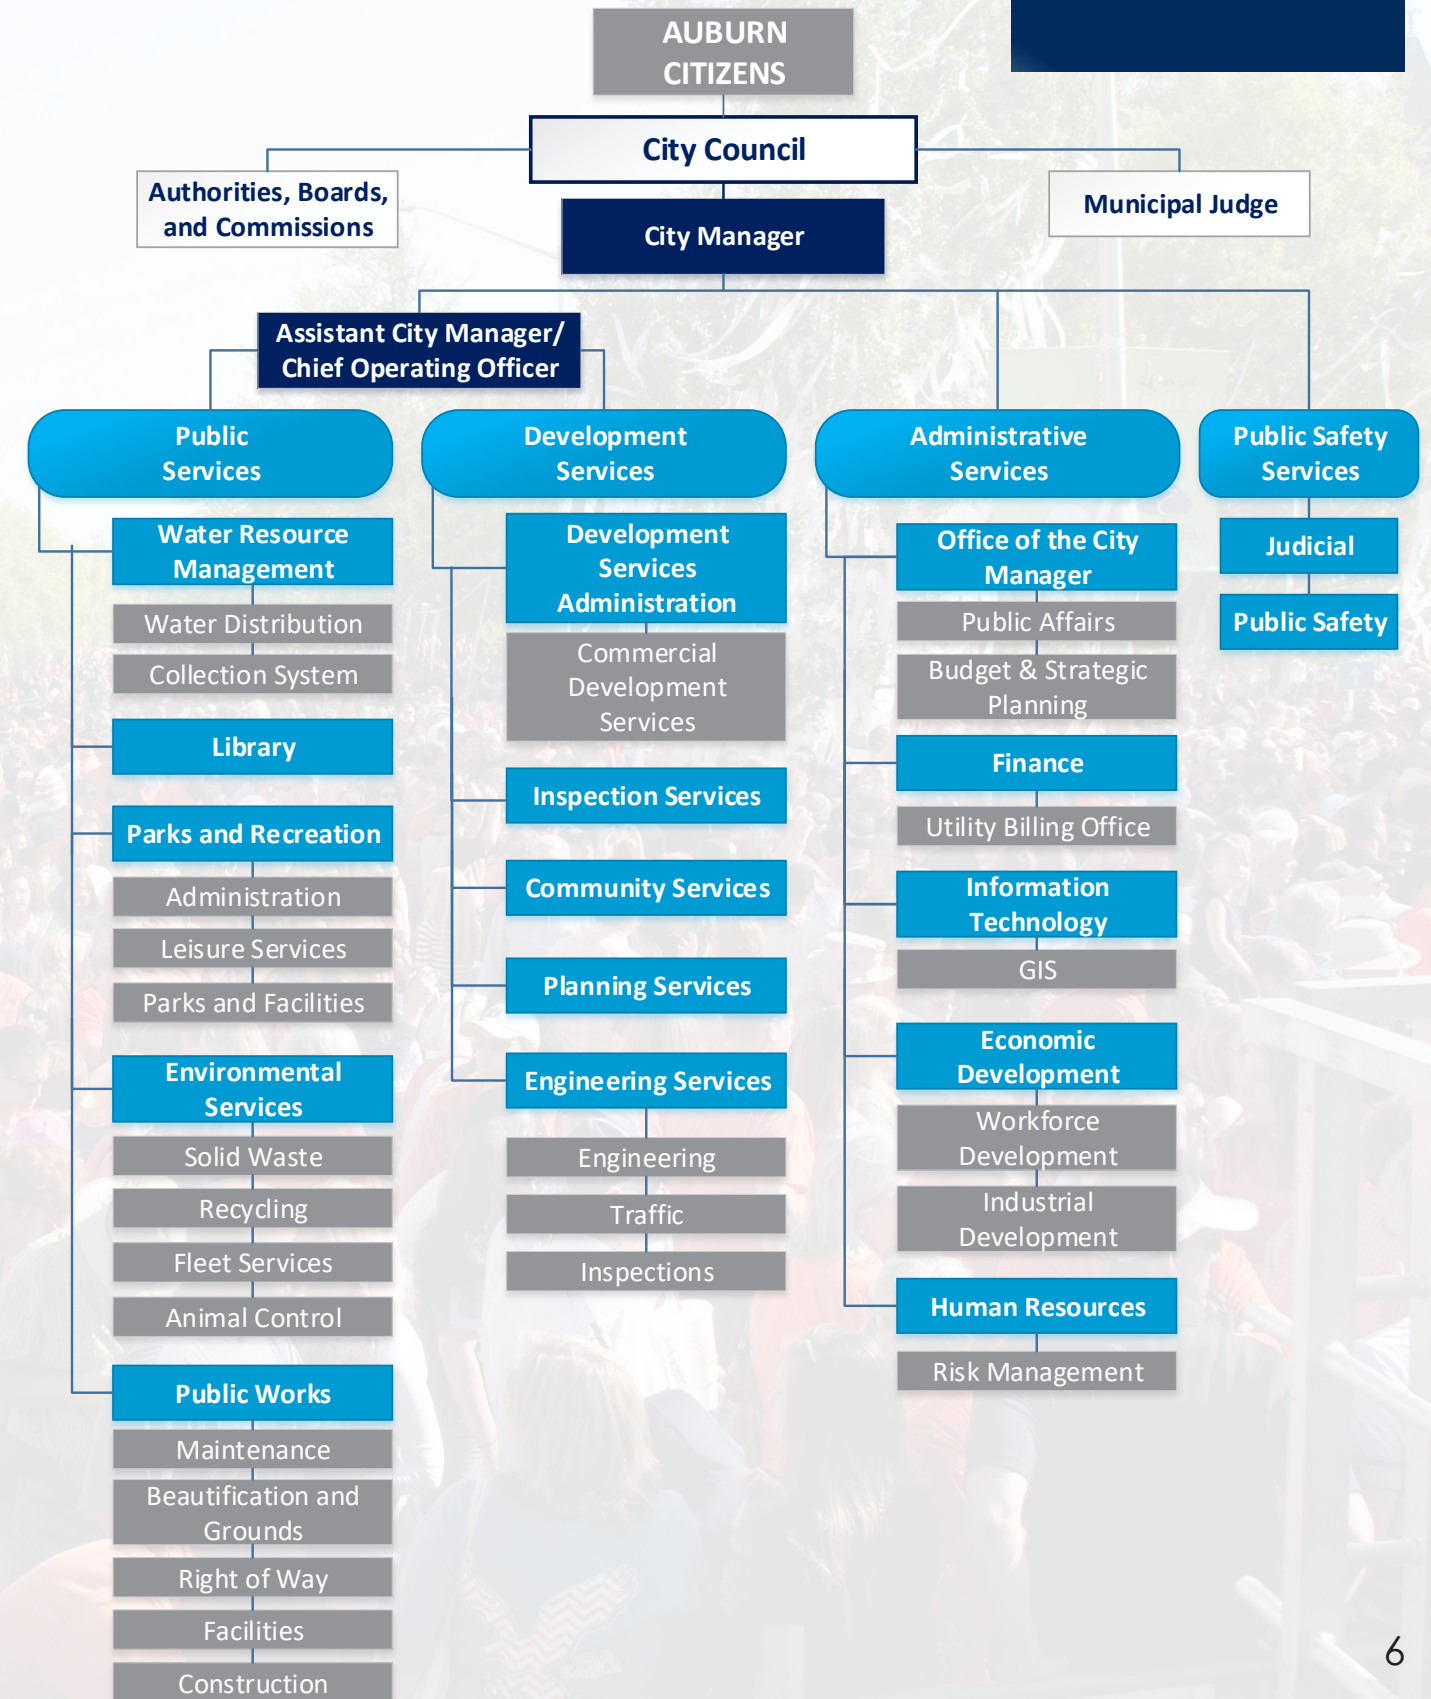 AUBURN
CITIZENS
City Council
Authorities, Boards,
and Commissions
Municipal Judge
City Manager
Assistant City Manager/
Chief Operating Officer
Public
Services
Water Resource
Management
Water Distribution
Collection System
Library
Parks and Recreation
Administration
Leisure Services
Parks and Facilities
Environmental
Services
Solid Waste
Recycling
Fleet Services
Animal Control
Public Works
Maintenance
Beautification and
Grounds
Right of Way
Facilities
Construction
Development
Services
Development
Services
Administration
Commercial
Development
Services
Inspection Services
Community Services
Planning Services
Engineering Services
Engineering
Traffic
Inspections
Administrative
Services
Office of the City
Manager
Public Affairs
Budget & Strategic
Planning
Finance
Utility Billing Office
Information
Technology
GIS
Economic
Development
Workforce
Development
Industrial
Development
Human Resources
Risk Management
Public Safety
Services
Judicial
Public Safety
6